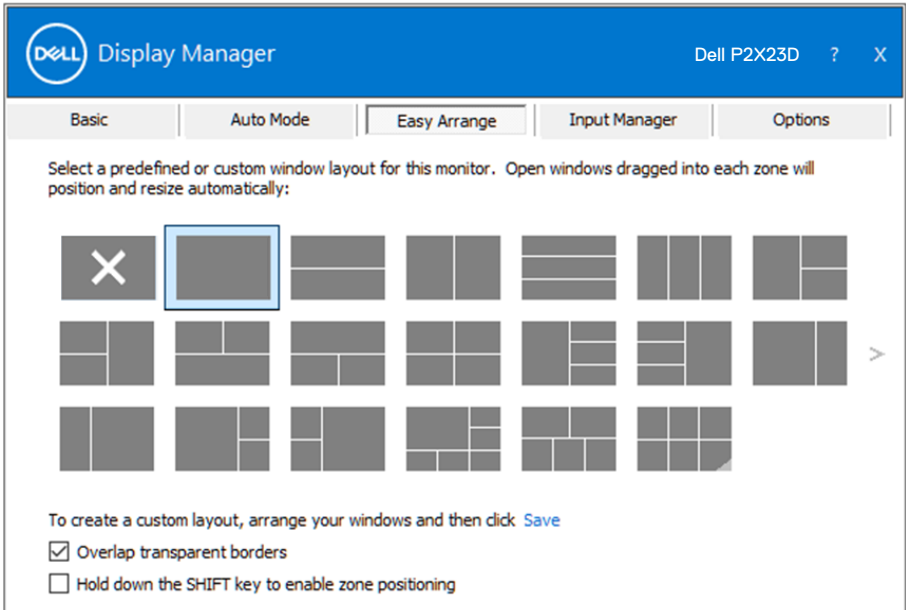 DELL Display Manager Dell P2X23D ? X
Basic Auto Mode Easy Arrange Input Manager Options
Select a predefined or custom window layout for this monitor. Open windows dragged into each zone will
position and resize automatically:
>
To create a custom layout, arrange your windows and then click Save
Overlap transparent borders
Hold down the SHIFT key to enable zone positioning